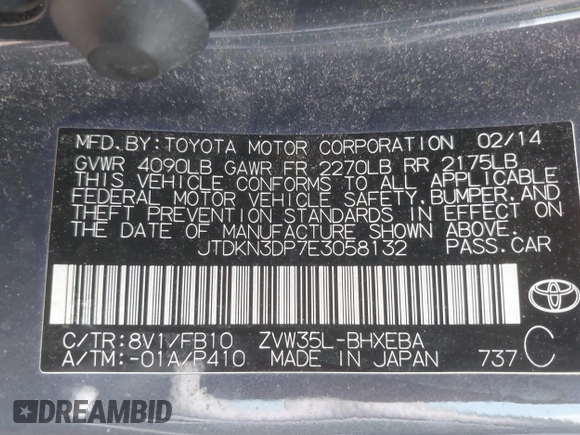 MFD.BY:TOYOTA MOTOR CORPORATION 02/14
GVWR 4090LB GAWR FR 2270LB RR 2175LB
THIS VEHICLE CONFORMS TO ALL APPLICABLE
FEDERAL MOTOR VEHICLE SAFETY,BUMPER,AND
THEFT PREVENTION STANDARDS IN EFFECT ON
THE DATE OF MANUFACTURE SHOWN ABOVE.
JTDKN3DP7E3058132 PASS.CAR
C/TR:8V1/FB10 ZVW35L-BHXEBA
A/TM:-01A/P410 MADE IN JAPAN 737 C
DREAMBID